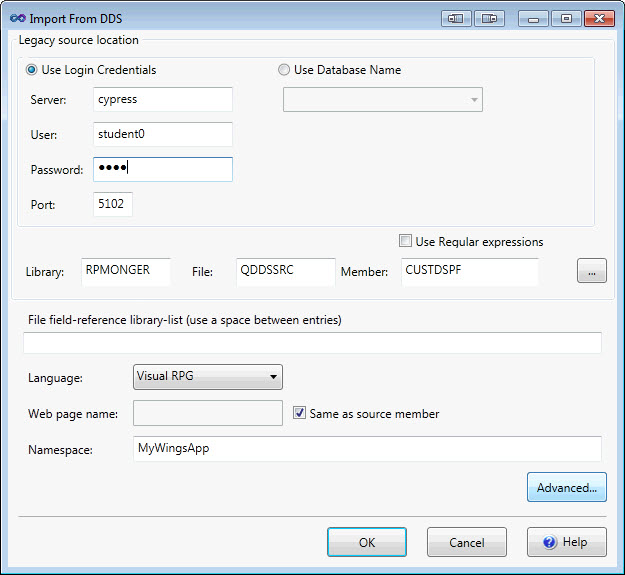 Import From DDS
Legacy source location
Use Login Credentials
Use Database Name
Server: cypress
User: student0
Password: ••••
Port: 5102
Use Regular expressions
Library: RPMONGER File: QDDSSRC Member: CUSTDSPF ...
File field-reference library-list (use a space between entries)
Language: Visual RPG
Web page name: Same as source member
Namespace: MyWingsApp
Advanced...
OK Cancel Help